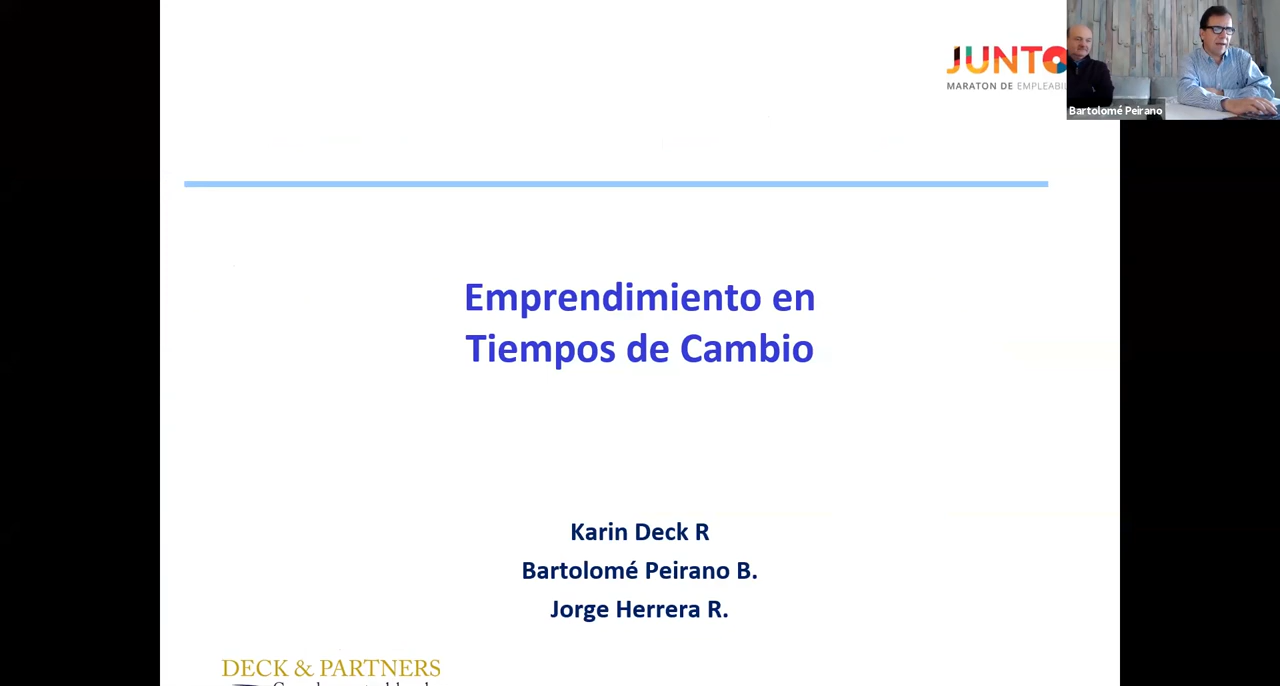 JUNTO
MARATON DE EMPLEABI
Bartolomé Peirano
Emprendimiento en
Tiempos de Cambio
Karin Deck R
Bartolomé Peirano B.
Jorge Herrera R.
DECK & PARTNERS